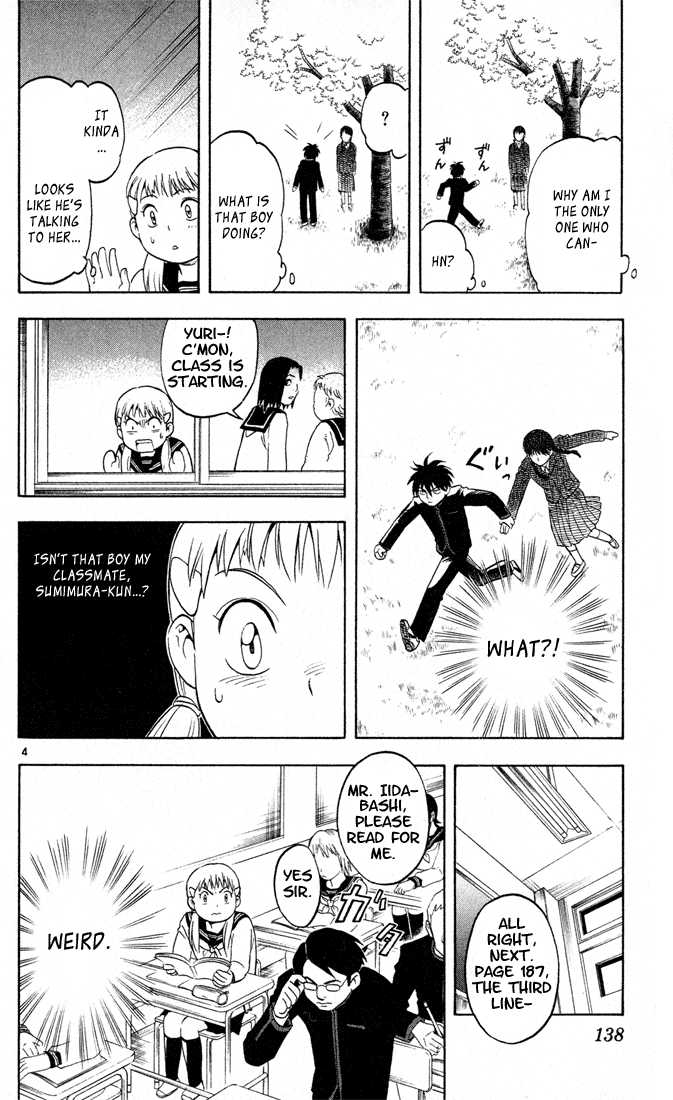 WHY AM I
THE ONLY
ONE WHO
CAN-
ずん
ずん
HN?
?
WHAT IS
THAT BOY
DOING?
IT
KINDA
...
LOOKS
LIKE HE'S
TALKING
TO HER...
ぐいっ
WHAT?!
YURI-!
C'MON,
CLASS IS
STARTING.
ISN'T THAT BOY MY
CLASSMATE,
SUMIMURA-KUN...?
4
ALL
RIGHT,
NEXT.
PAGE 187,
THE THIRD
LINE-
MR. IIDA-
BASHI,
PLEASE
READ FOR
ME.
YES
SIR.
ガタ
WEIRD.
138